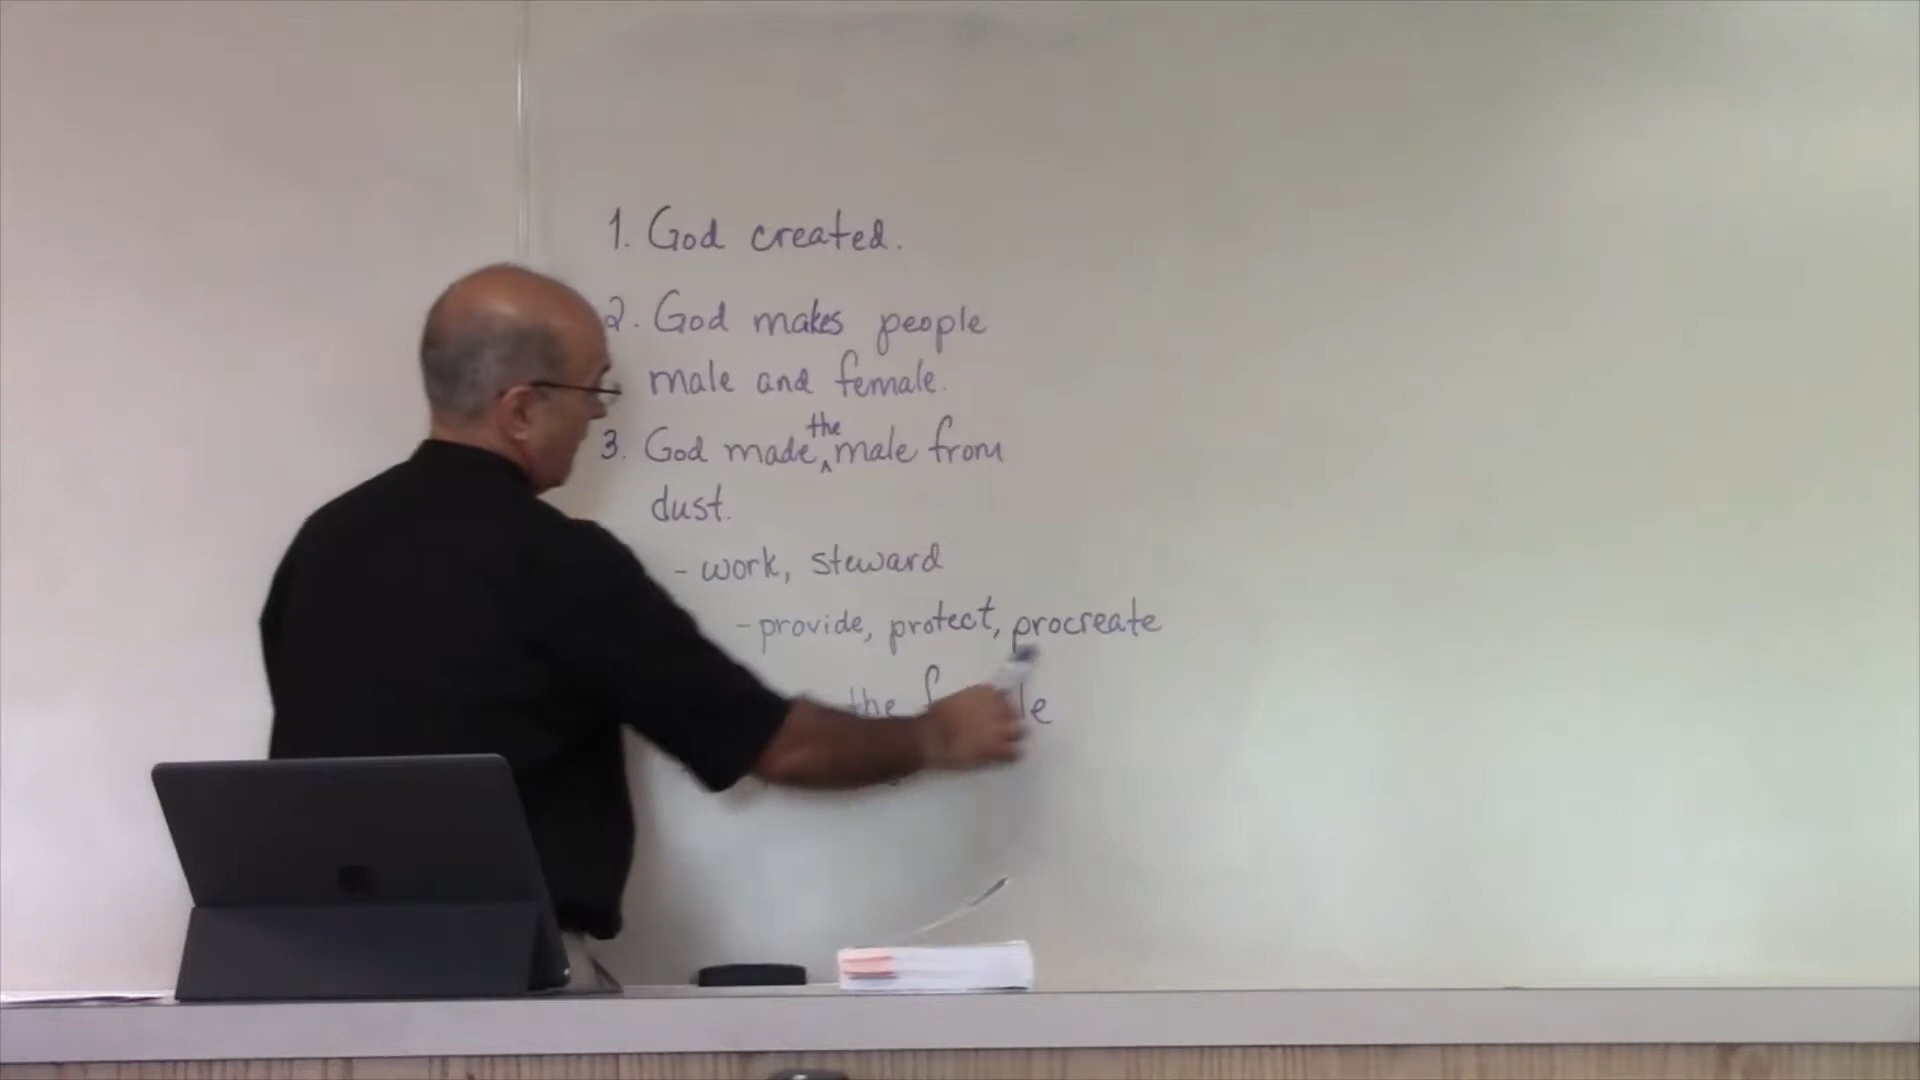 1. God created.
2. God makes people
male and female.
the
3. God made ^ male from
dust.
- work, steward
- provide, protect, procreate
the